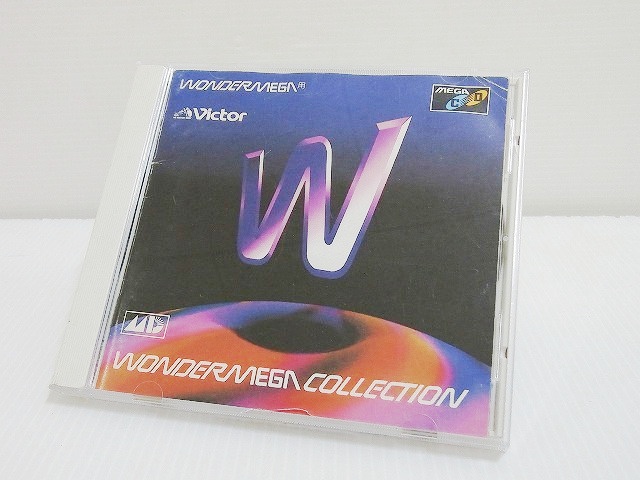 WONDERMEGA用
MEGA
CD
Victor
W
WONDERMEGA COLLECTION